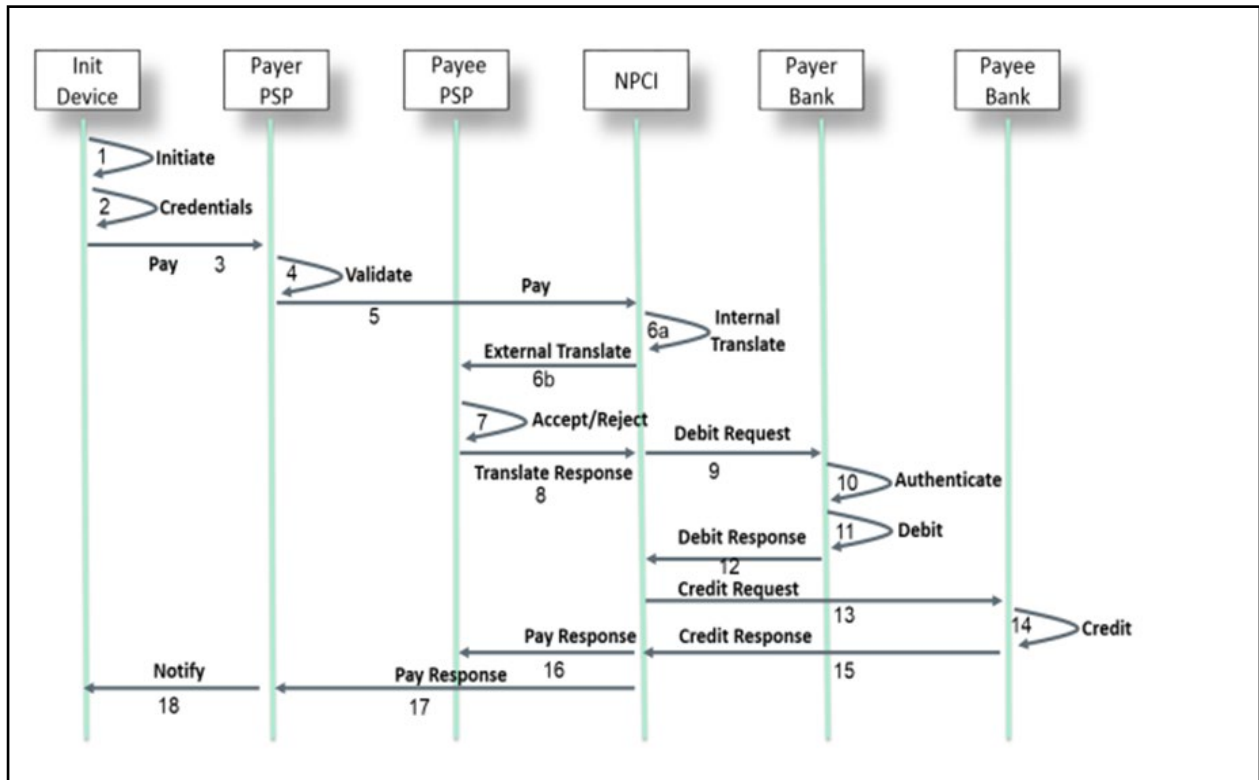 Init
Device
Payer
PSP
Payee
PSP
NPCI
Payer
Bank
Payee
Bank
1 Initiate
2 Credentials
Pay 3
4 Validate
Pay
5
6a Internal
Translate
External Translate
6b
7 Accept/Reject
Debit Request
9
Translate Response
8
10 Authenticate
11 Debit
Debit Response
12
Credit Request
13
14 Credit
Pay Response
16
Credit Response
15
Pay Response
17
Notify
18